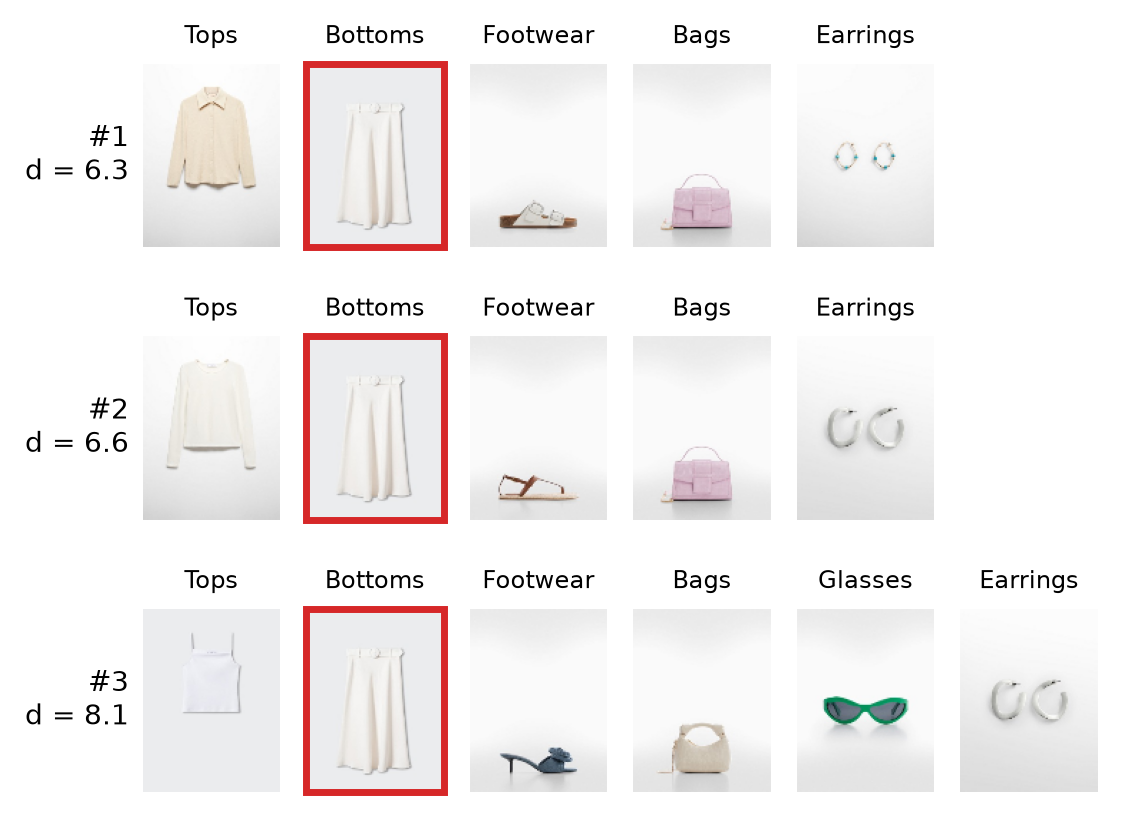 Tops Bottoms Footwear Bags Earrings
#1
d = 6.3
Tops Bottoms Footwear Bags Earrings
#2
d = 6.6
Tops Bottoms Footwear Bags Glasses Earrings
#3
d = 8.1